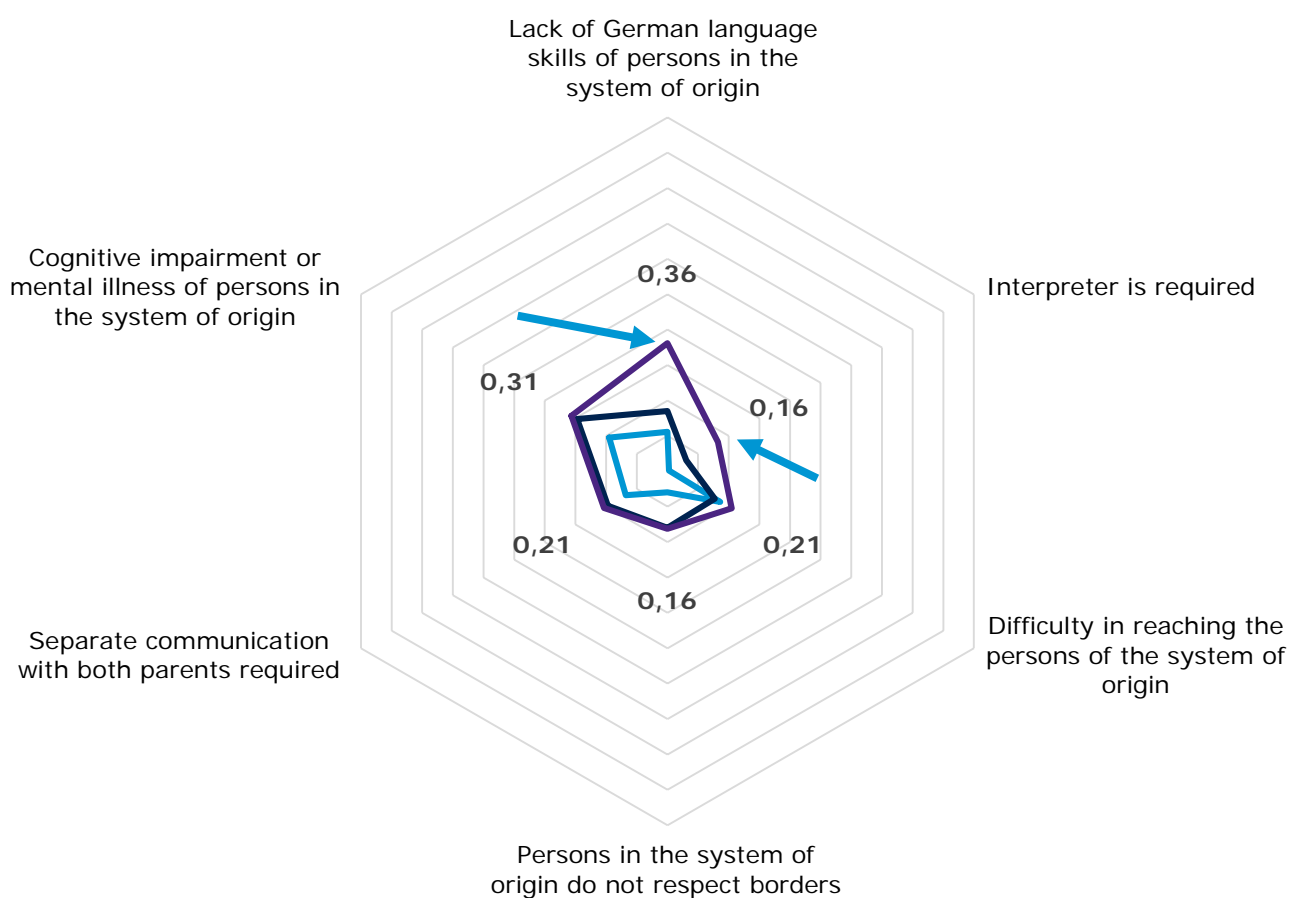 Lack of German language
skills of persons in the
system of origin
0,36
Cognitive impairment or
mental illness of persons in
the system of origin
Interpreter is required
0,31
0,16
0,21
0,21
0,16
Separate communication
with both parents required
Difficulty in reaching the
persons of the system of
origin
Persons in the system of
origin do not respect borders